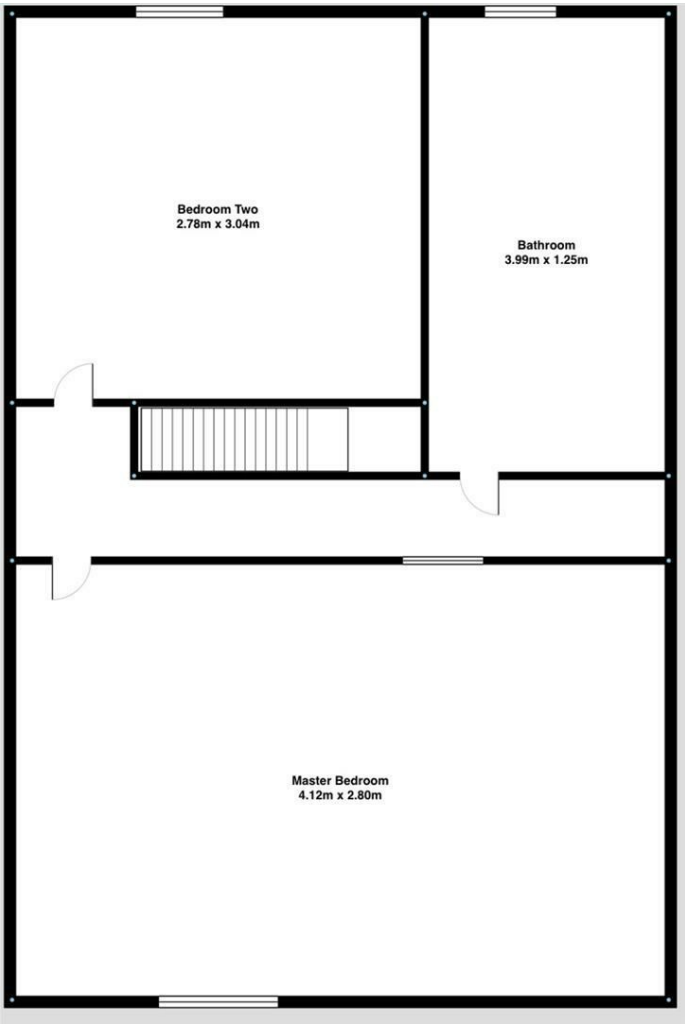 Bedroom Two
2.78m x 3.04m
Bathroom
3.99m x 1.25m
Master Bedroom
4.12m x 2.80m